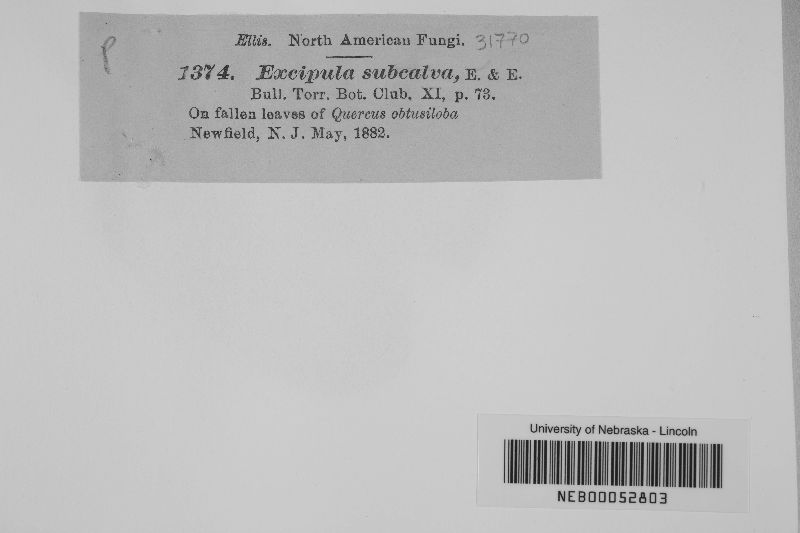 P
Ellis. North American Fungi. 31770
1374. Excipula subcalva, E. & E.
Bull. Torr. Bot. Club, XI, p. 73.
On fallen leaves of Quercus obtusiloba
Newfield, N. J. May, 1882.
University of Nebraska - Lincoln
NEB00052803